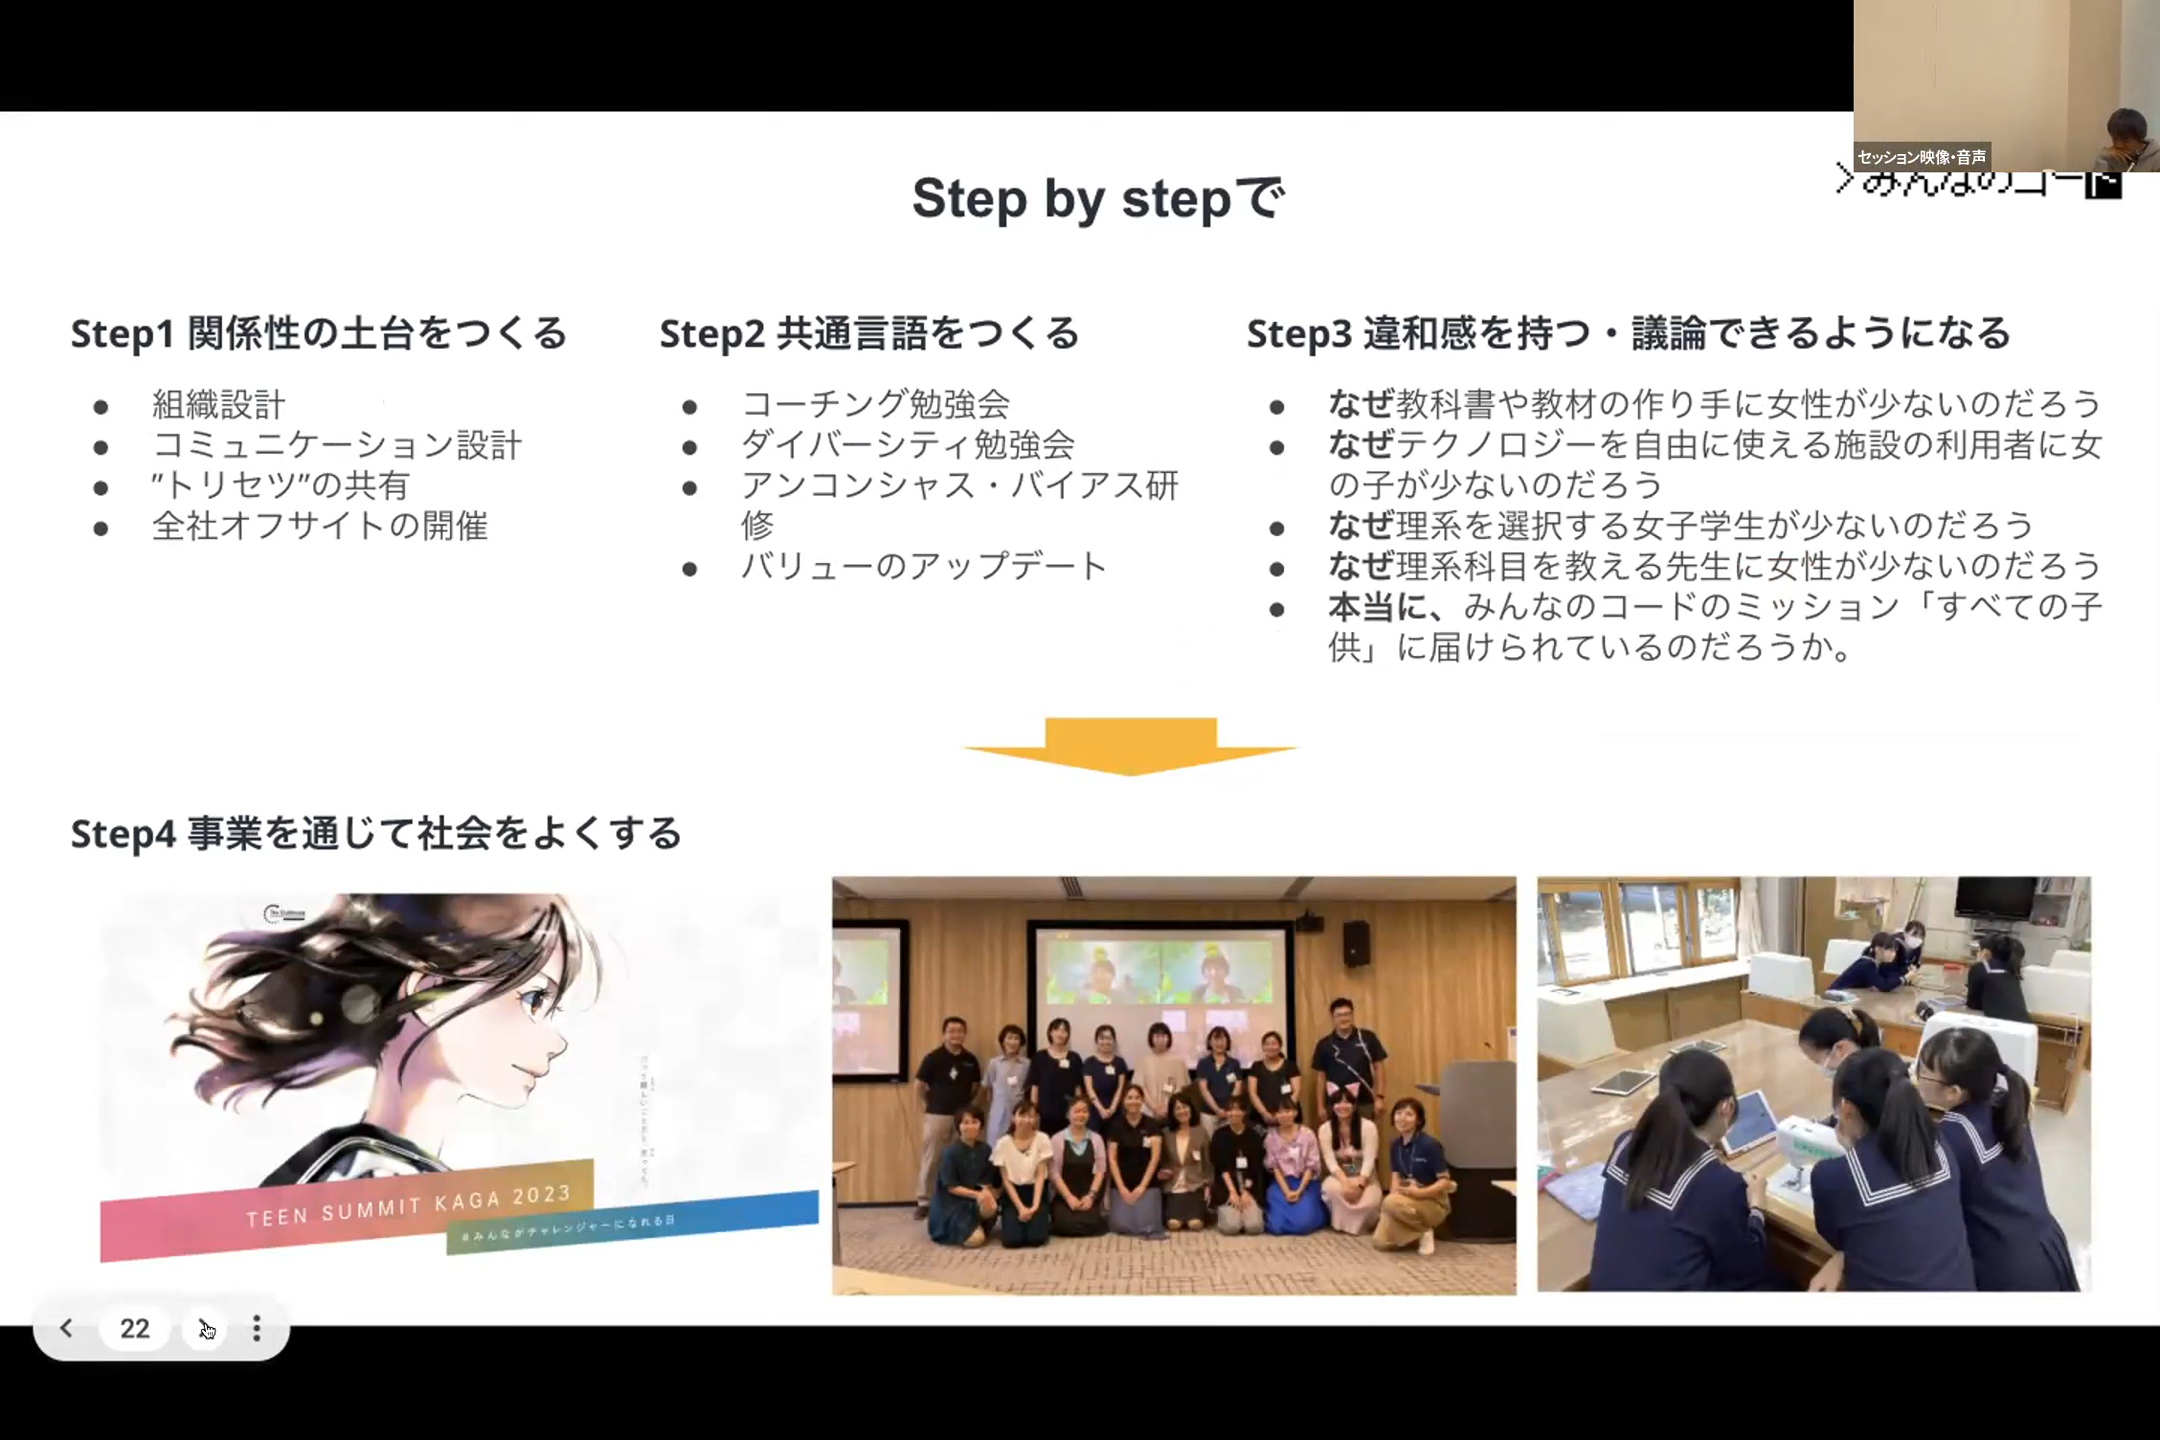 セッション映像・音声
Step by stepで
>みんなのコード
Step1 関係性の土台をつくる
● 組織設計
● コミュニケーション設計
● ”トリセツ”の共有
● 全社オフサイトの開催
Step2 共通言語をつくる
● コーチング勉強会
● ダイバーシティ勉強会
● アンコンシャス・バイアス研
修
● バリューのアップデート
Step3 違和感を持つ・議論できるようになる
● なぜ教科書や教材の作り手に女性が少ないのだろう
● なぜテクノロジーを自由に使える施設の利用者に女
の子が少ないのだろう
● なぜ理系を選択する女子学生が少ないのだろう
● なぜ理系科目を教える先生に女性が少ないのだろう
● 本当に、みんなのコードのミッション「すべての子
供」に届けられているのだろうか。
Step4 事業を通じて社会をよくする
TEEN SUMMIT KAGA 2023
#みんながチャレンジャーになれる日
22